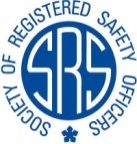 SOCIETY OF REGISTERED SAFETY OFFICERS
SRS